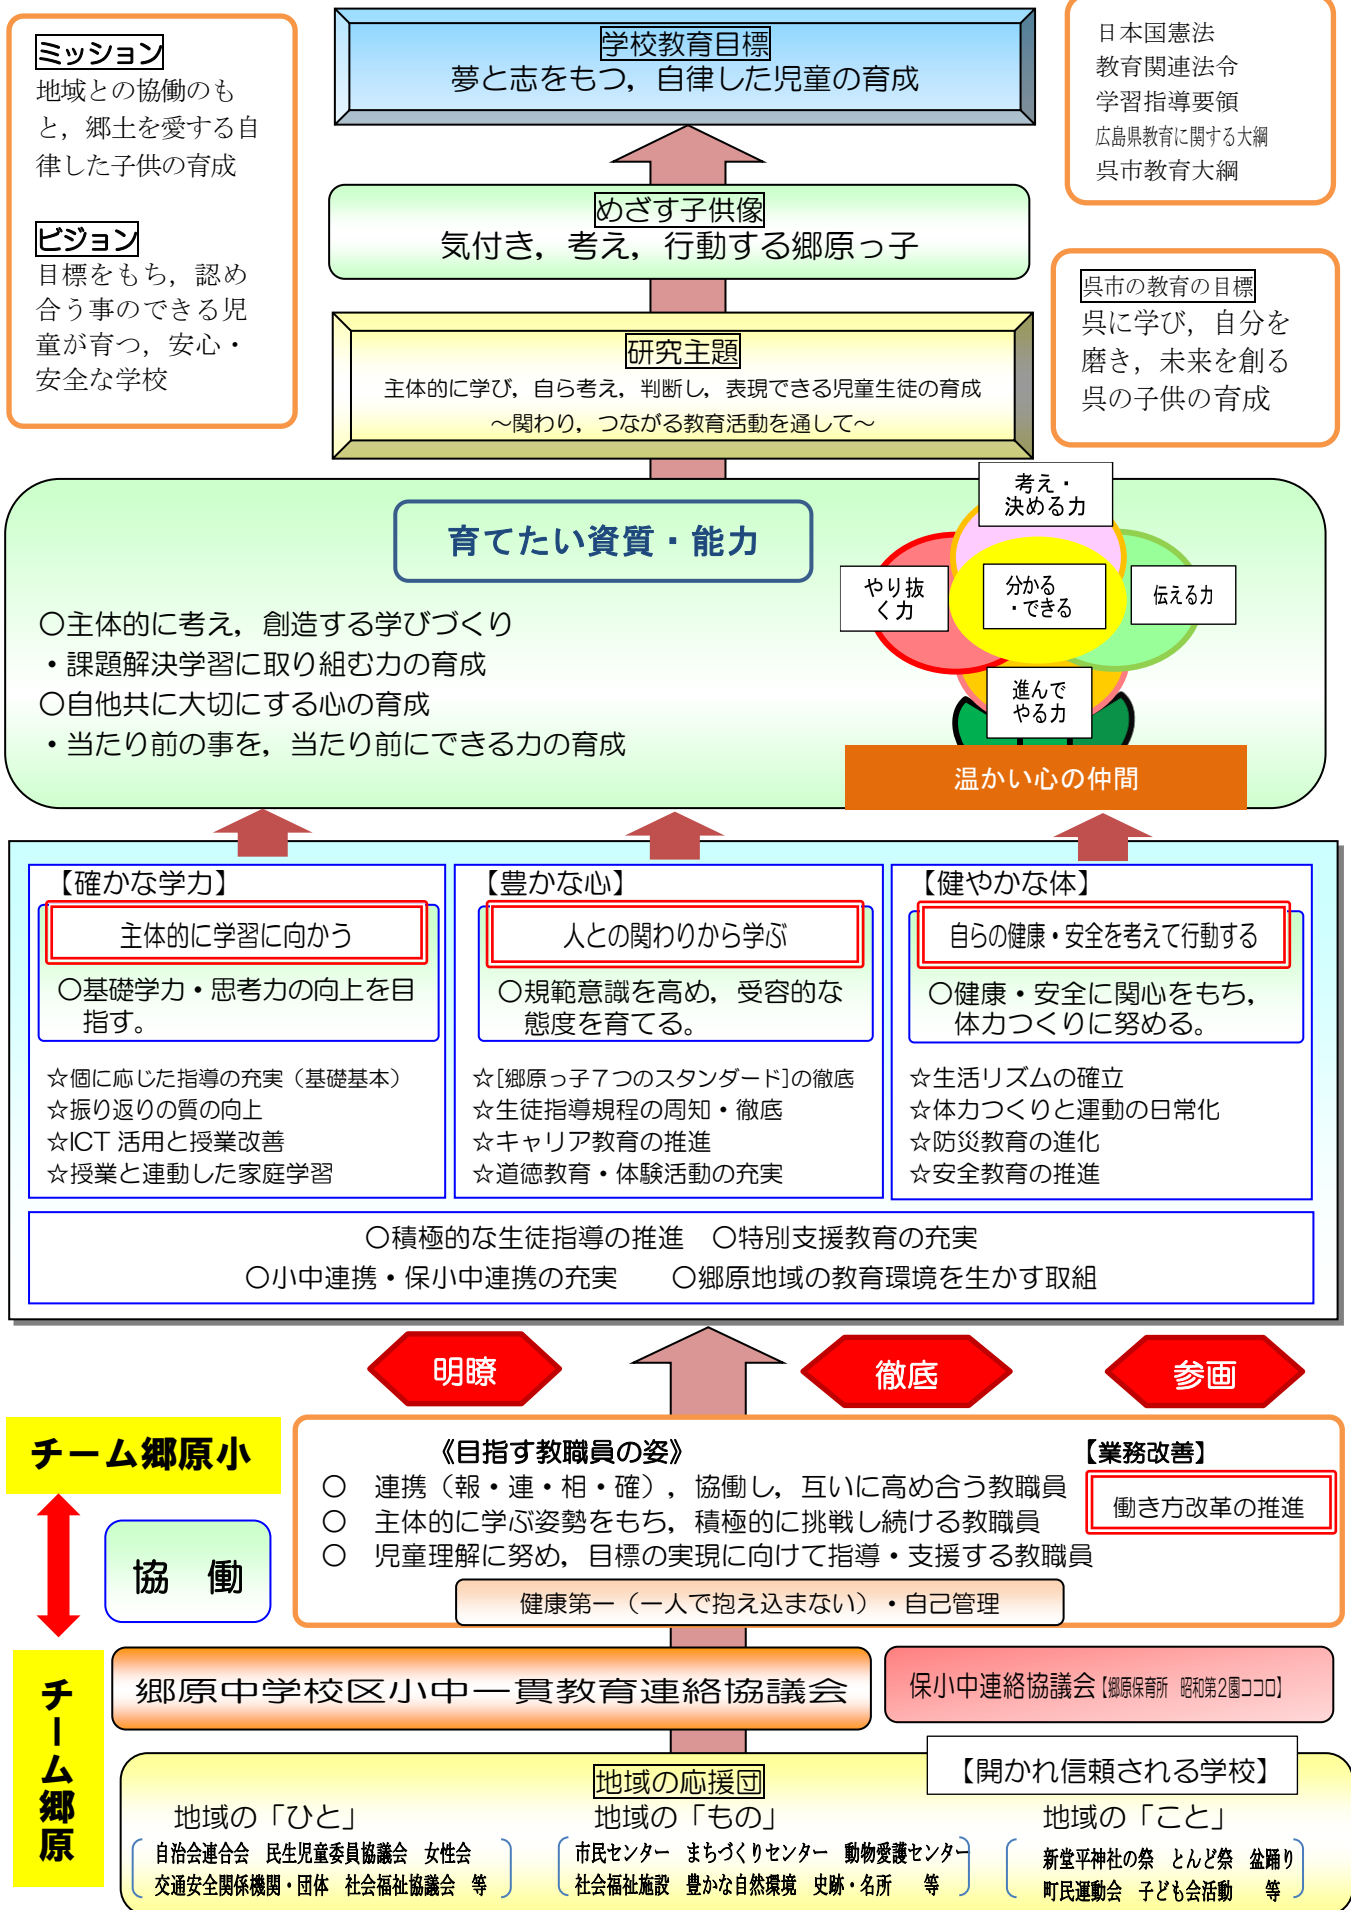 ミッション
地域との協働のも
と，郷土を愛する自
律した子供の育成
ビジョン
目標をもち，認め
合う事のできる児
童が育つ，安心・
安全な学校
学校教育目標
夢と志をもつ，自律した児童の育成
日本国憲法
教育関連法令
学習指導要領
広島県教育に関する大綱
呉市教育大綱
めざす子供像
気付き，考え，行動する郷原っ子
呉市の教育の目標
呉に学び，自分を
磨き，未来を創る
呉の子供の育成
研究主題
主体的に学び，自ら考え，判断し，表現できる児童生徒の育成
～関わり，つながる教育活動を通して～
育てたい資質・能力
○主体的に考え，創造する学びづくり
・課題解決学習に取り組む力の育成
○自他共に大切にする心の育成
・当たり前の事を，当たり前にできる力の育成
考え・
決める力
やり抜
く力
分かる
・できる
伝える力
進んで
やる力
温かい心の仲間
【確かな学力】
主体的に学習に向かう
○基礎学力・思考力の向上を目
指す。
☆個に応じた指導の充実（基礎基本）
☆振り返りの質の向上
☆ICT 活用と授業改善
☆授業と連動した家庭学習
【豊かな心】
人との関わりから学ぶ
○規範意識を高め，受容的な
態度を育てる。
☆[郷原っ子７つのスタンダード]の徹底
☆生徒指導規程の周知・徹底
☆キャリア教育の推進
☆道徳教育・体験活動の充実
【健やかな体】
自らの健康・安全を考えて行動する
○健康・安全に関心をもち，
体力つくりに努める。
☆生活リズムの確立
☆体力つくりと運動の日常化
☆防災教育の進化
☆安全教育の推進
○積極的な生徒指導の推進　○特別支援教育の充実
○小中連携・保小中連携の充実　　○郷原地域の教育環境を生かす取組
明瞭
徹底
参画
チーム郷原小
協　働
《目指す教職員の姿》
○　連携（報・連・相・確），協働し，互いに高め合う教職員
○　主体的に学ぶ姿勢をもち，積極的に挑戦し続ける教職員
○　児童理解に努め，目標の実現に向けて指導・支援する教職員
【業務改善】
働き方改革の推進
健康第一（一人で抱え込まない）・自己管理
チーム郷原
郷原中学校区小中一貫教育連絡協議会
保小中連絡協議会【郷原保育所　昭和第２園ココロ】
地域の応援団
【開かれ信頼される学校】
地域の「ひと」
自治会連合会　民生児童委員協議会　女性会
交通安全関係機関・団体　社会福祉協議会　等
地域の「もの」
市民センター　まちづくりセンター　動物愛護センター
社会福祉施設　豊かな自然環境　史跡・名所　　等
地域の「こと」
新堂平神社の祭　とんど祭　盆踊り
町民運動会　子ども会活動　　等